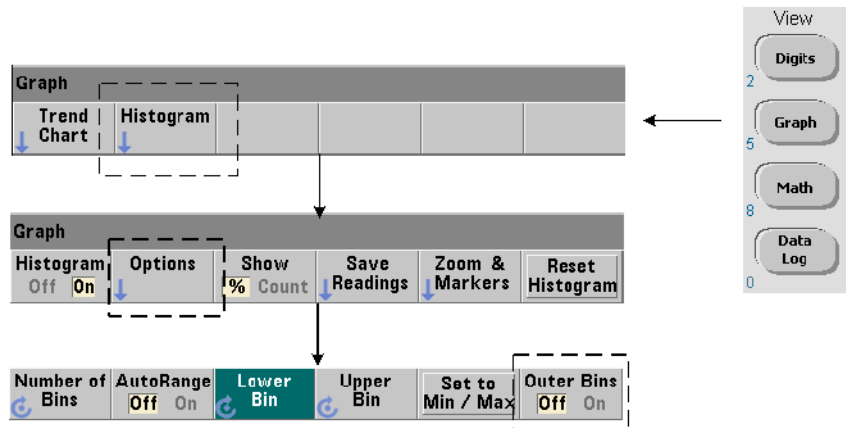 View
Digits
2
Graph
5
Math
8
Data
Log
0
Graph
Trend
Chart
Histogram
Graph
Histogram
Off On
Options
Show
% Count
Save
Readings
Zoom &
Markers
Reset
Histogram
Number of
Bins
AutoRange
Off On
Lower
Bin
Upper
Bin
Set to
Min / Max
Outer Bins
Off On